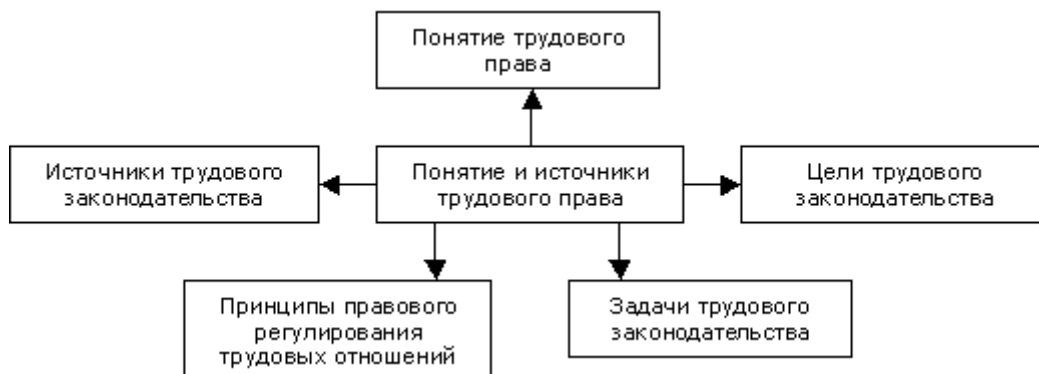 Понятие трудового
права
Источники трудового
законодательства
Понятие и источники
трудового права
Цели трудового
законодательства
Принципы правового
регулирования
трудовых отношений
Задачи трудового
законодательства